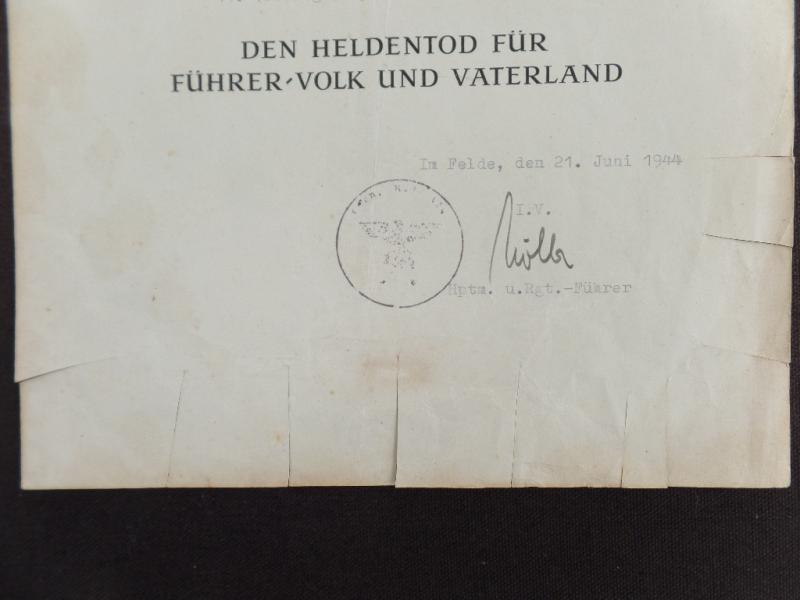 DEN HELDENTOD FÜR
FÜHRER-VOLK UND VATERLAND
Im Felde, den 21. Juni 1944
I.V.
Hptm. u.Rgt.-Führer